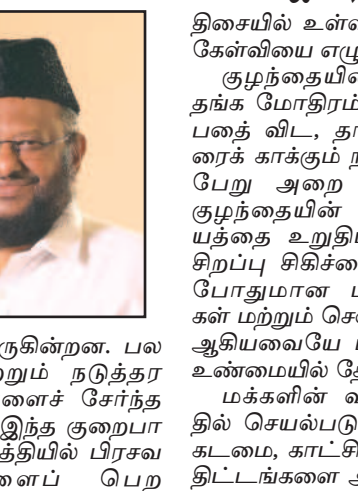 ருகின்றன. பல
றும் நடுத்தர
ளைச் சேர்ந்த
இந்த குறைபா
த்தியில் பிரசவ
ளைப் பெற
திசையில் உள்ள
கேள்வியை எழு
குழந்தையின்
தங்க மோதிரம்
பதை விட, தா
ரைக் காக்கும் ந
பேறு அறை
குழந்தையின்
யத்தை உறுதிப்
சிறப்பு சிகிச்சை
போதுமான ம
கள் மற்றும் செ
ஆகியவையே
உண்மையில் தே
மக்களின் வ
தில் செயல்படு
கடமை, காட்சி
திட்டங்களை அ